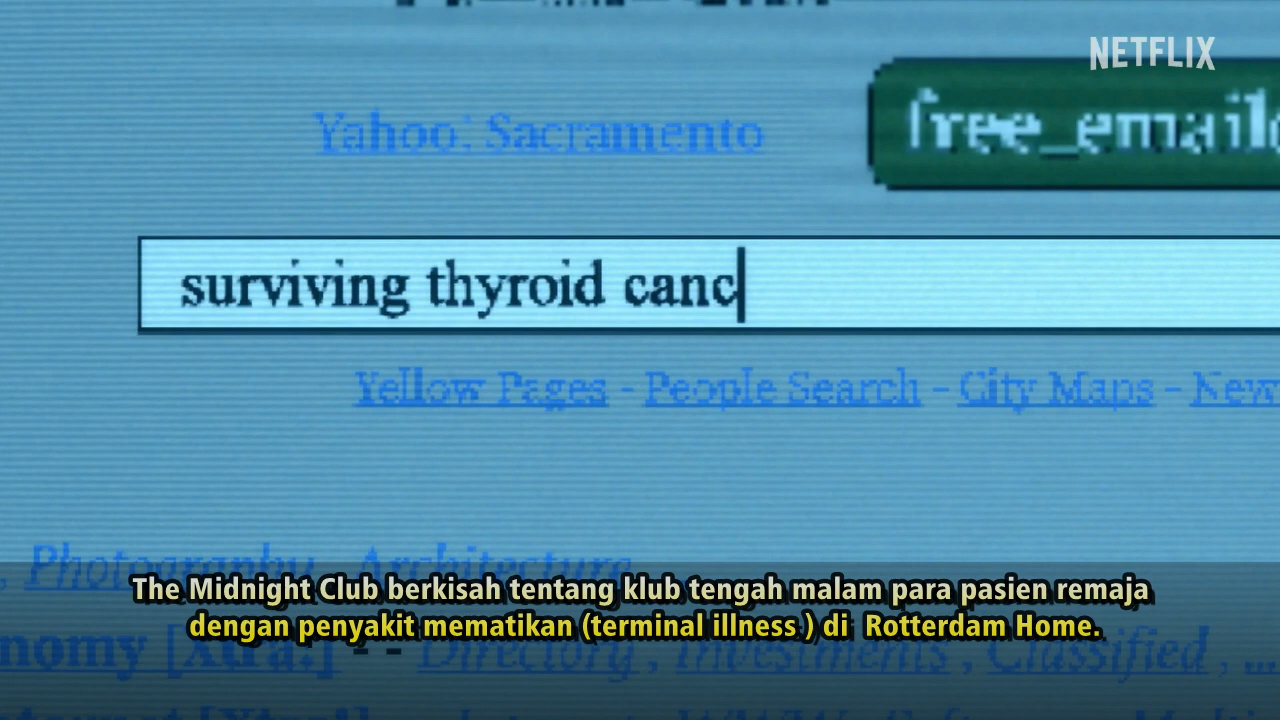 NETFLIX
Yahoo! Sacramento
free_email
surviving thyroid canc
Yellow Pages - People Search - City Maps - New
, Photography, Architecture
The Midnight Club berkisah tentang klub tengah malam para pasien remaja
dengan penyakit mematikan (terminal illness ) di Rotterdam Home.
nomy [Xtra!] -- Directory, Investments, Classified, ...